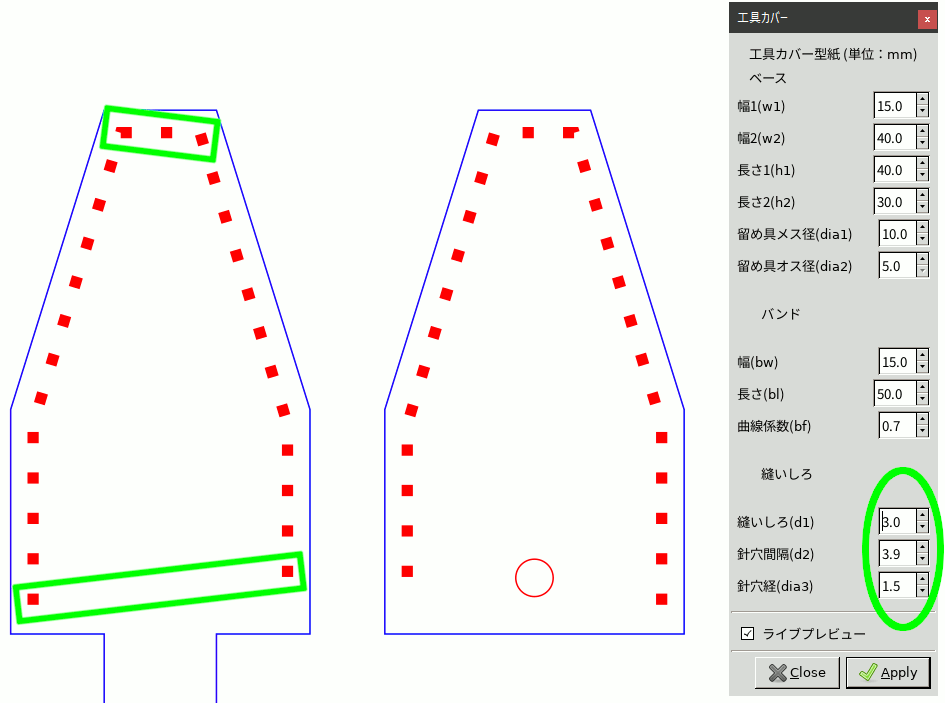 工具カバー
x
工具カバー型紙 (単位：mm)
ベース
幅1(w1) 15.0
幅2(w2) 40.0
長さ1(h1) 40.0
長さ2(h2) 30.0
留め具メス径(dia1) 10.0
留め具オス径(dia2) 5.0
バンド
幅(bw) 15.0
長さ(bl) 50.0
曲線係数(bf) 0.7
縫いしろ
縫いしろ(d1) 3.0
針穴間隔(d2) 3.9
針穴経(dia3) 1.5
ライブプレビュー
Close Apply